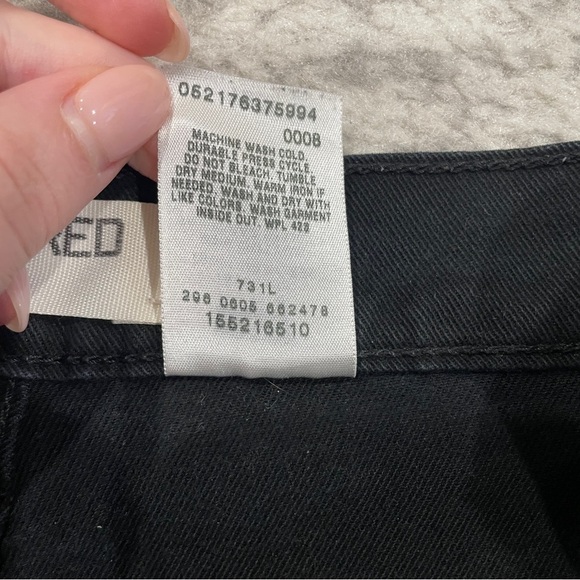 052176375994
0008
MACHINE WASH COLD.
DURABLE PRESS CYCLE.
DO NOT BLEACH. TUMBLE
DRY MEDIUM. WARM IRON IF
NEEDED. WASH AND DRY WITH
LIKE COLORS. WASH GARMENT
INSIDE OUT. WPL 423
RED
731L
296 0605 662478
155216510